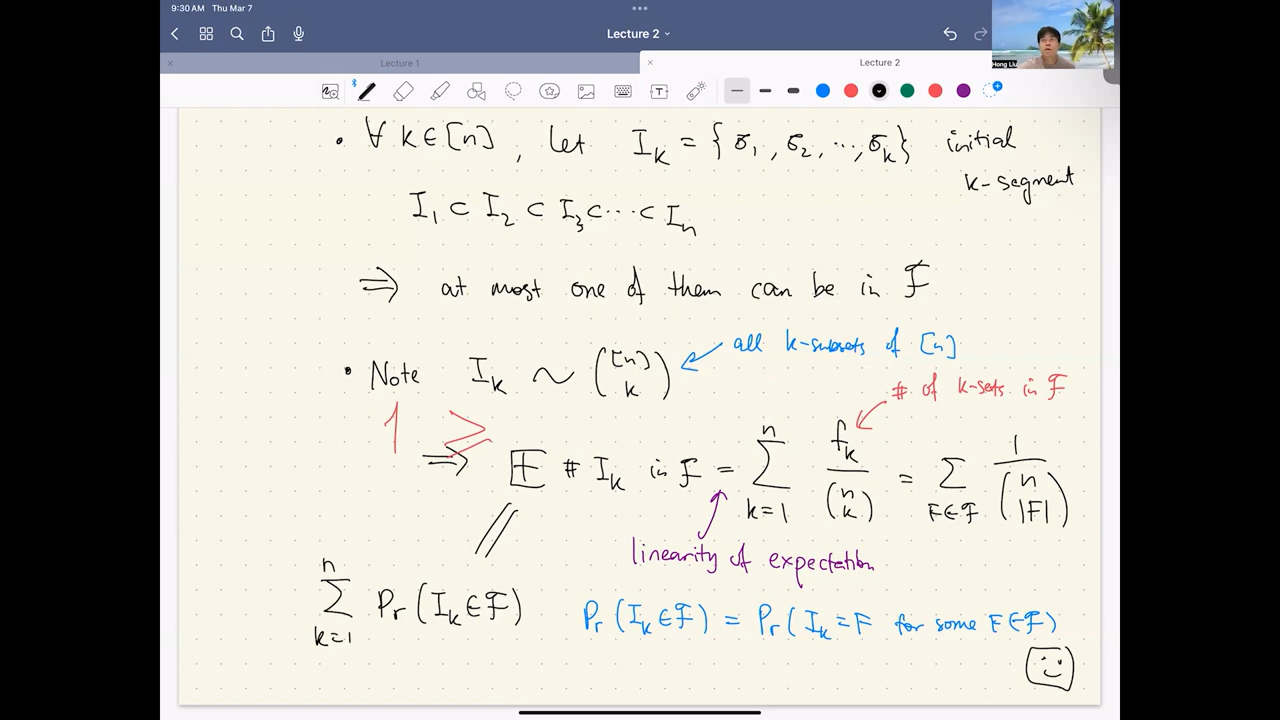 9:30 AM Thu Mar 7
Lecture 2
Hong Liu
Lecture 1
Lecture 2
• ∀ k ∈ [n], let I_k = {σ_1, σ_2, ..., σ_k} initial
k-segment
I_1 ⊂ I_2 ⊂ I_3 ⊂ ... ⊂ I_n
⇒ at most one of them can be in F
• Note I_k ~ ([n] k) ← all k-subsets of [n]
# of k-sets in F
1 ≥
⇒ E # I_k in F = Σ_{k=1}^{n} f_k / (n k) = Σ_{F∈F} 1 / (n |F|)
linearity of expectation
Σ_{k=1}^{n} Pr(I_k ∈ F) Pr(I_k ∈ F) = Pr(I_k = F for some F ∈ F)